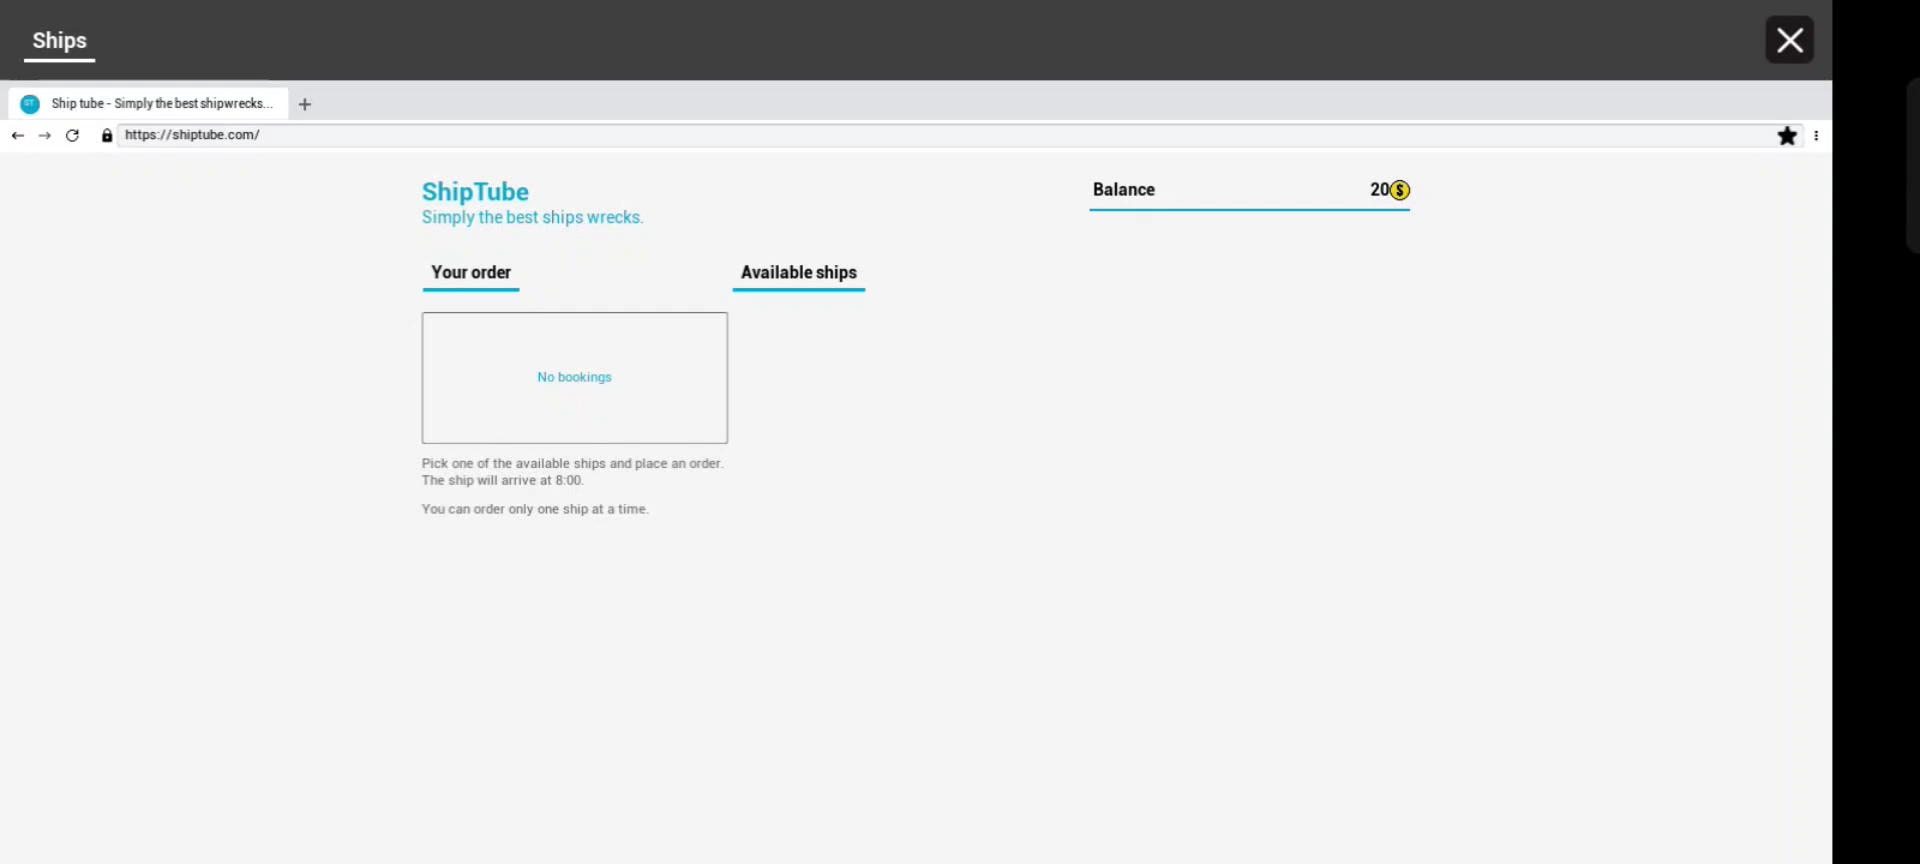 Ships
Ship tube - Simply the best shipwrecks...
https://shiptube.com/
ShipTube
Simply the best ships wrecks.
Balance 20$
Your order
Available ships
No bookings
Pick one of the available ships and place an order.
The ship will arrive at 8:00.
You can order only one ship at a time.